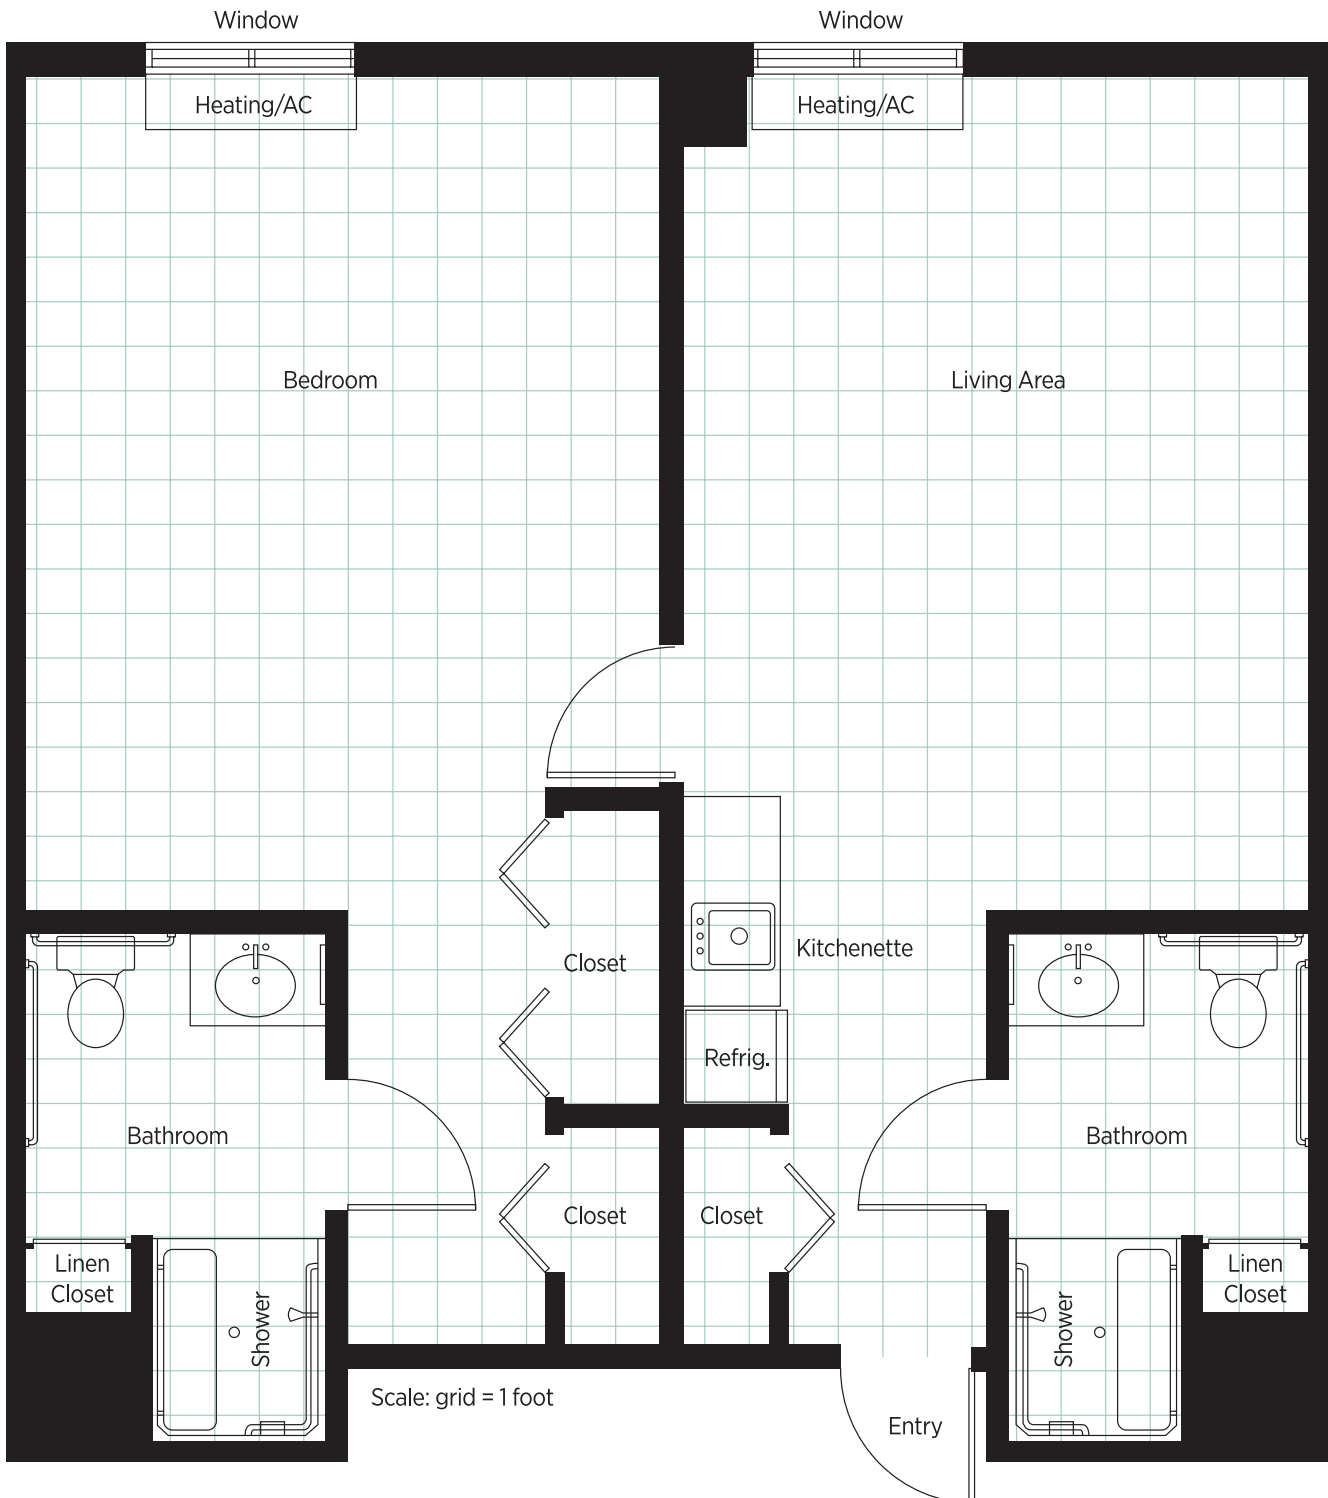 Window
Window
Heating/AC
Heating/AC
Bedroom
Living Area
Closet
Kitchenette
Refrig.
Bathroom
Bathroom
Closet
Closet
Linen
Closet
Linen
Closet
Shower
Shower
Scale: grid = 1 foot
Entry